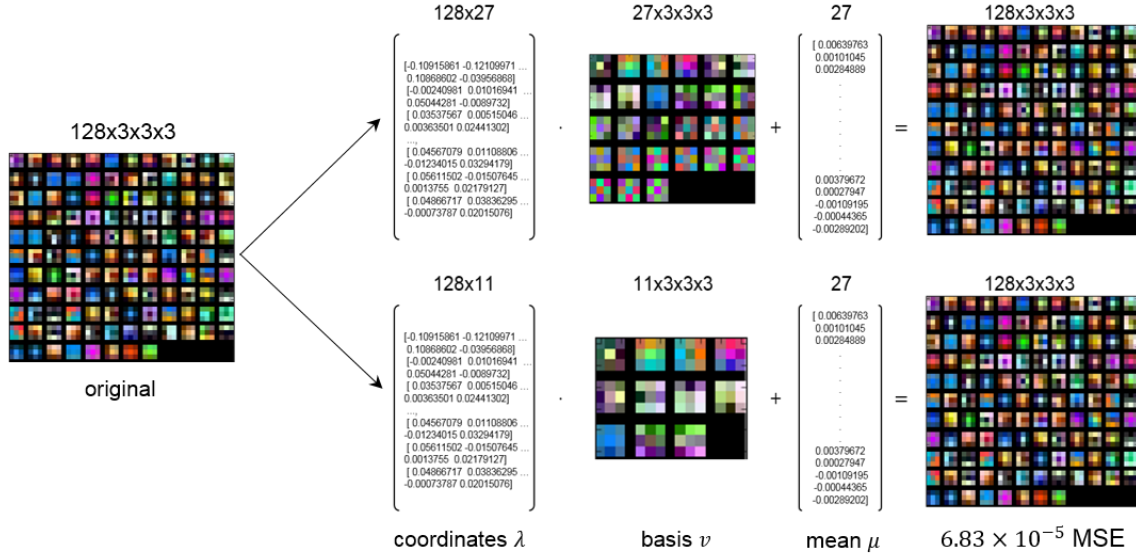 128x27
27x3x3x3
27
128x3x3x3
[-0.10915861 -0.12109971 ...
0.10868602 -0.03956868]
[-0.00240981 0.01016941 ...
0.05044281 -0.0089732]
[ 0.03537567 0.00515046 ...
0.00363501 0.02441302]
...,
[ 0.04567079 0.01108806 ...
-0.01234015 0.03294179]
[ 0.05611502 -0.01507645 ...
0.0013755 0.02179127]
[ 0.04866717 0.03836295 ...
-0.00073787 0.02015076]
·
+
[ 0.00639763
0.00101045
0.00284889
.
.
.
.
.
.
0.00379672
0.00027947
-0.00109195
-0.00044365
-0.00289202]
=
128x3x3x3
original
128x11
11x3x3x3
27
128x3x3x3
[-0.10915861 -0.12109971 ...
0.10868602 -0.03956868]
[-0.00240981 0.01016941 ...
0.05044281 -0.0089732]
[ 0.03537567 0.00515046 ...
0.00363501 0.02441302]
...,
[ 0.04567079 0.01108806 ...
-0.01234015 0.03294179]
[ 0.05611502 -0.01507645 ...
0.0013755 0.02179127]
[ 0.04866717 0.03836295 ...
-0.00073787 0.02015076]
·
+
[ 0.00639763
0.00101045
0.00284889
.
.
.
.
.
.
0.00379672
0.00027947
-0.00109195
-0.00044365
-0.00289202]
=
coordinates λ
basis v
mean μ
6.83 × 10⁻⁵ MSE